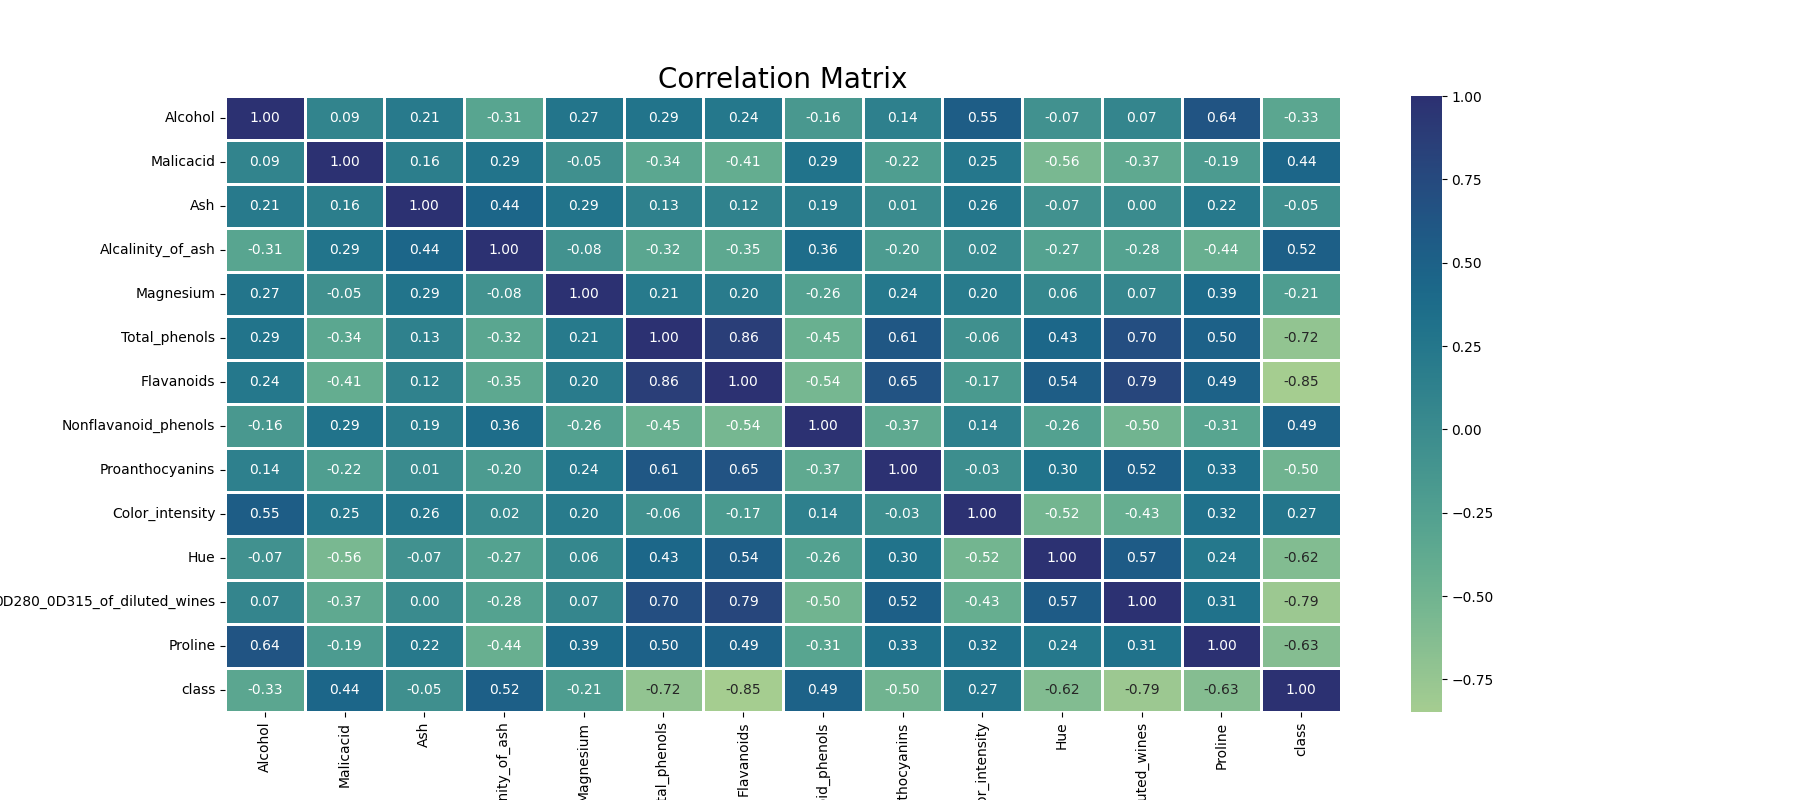 Correlation Matrix
Alcohol 1.00 0.09 0.21 -0.31 0.27 0.29 0.24 -0.16 0.14 0.55 -0.07 0.07 0.64 -0.33
Malicacid 0.09 1.00 0.16 0.29 -0.05 -0.34 -0.41 0.29 -0.22 0.25 -0.56 -0.37 -0.19 0.44
Ash 0.21 0.16 1.00 0.44 0.29 0.13 0.12 0.19 0.01 0.26 -0.07 0.00 0.22 -0.05
Alcalinity_of_ash -0.31 0.29 0.44 1.00 -0.08 -0.32 -0.35 0.36 -0.20 0.02 -0.27 -0.28 -0.44 0.52
Magnesium 0.27 -0.05 0.29 -0.08 1.00 0.21 0.20 -0.26 0.24 0.20 0.06 0.07 0.39 -0.21
Total_phenols 0.29 -0.34 0.13 -0.32 0.21 1.00 0.86 -0.45 0.61 -0.06 0.43 0.70 0.50 -0.72
Flavanoids 0.24 -0.41 0.12 -0.35 0.20 0.86 1.00 -0.54 0.65 -0.17 0.54 0.79 0.49 -0.85
Nonflavanoid_phenols -0.16 0.29 0.19 0.36 -0.26 -0.45 -0.54 1.00 -0.37 0.14 -0.26 -0.50 -0.31 0.49
Proanthocyanins 0.14 -0.22 0.01 -0.20 0.24 0.61 0.65 -0.37 1.00 -0.03 0.30 0.52 0.33 -0.50
Color_intensity 0.55 0.25 0.26 0.02 0.20 -0.06 -0.17 0.14 -0.03 1.00 -0.52 -0.43 0.32 0.27
Hue -0.07 -0.56 -0.07 -0.27 0.06 0.43 0.54 -0.26 0.30 -0.52 1.00 0.57 0.24 -0.62
0D280_0D315_of_diluted_wines 0.07 -0.37 0.00 -0.28 0.07 0.70 0.79 -0.50 0.52 -0.43 0.57 1.00 0.31 -0.79
Proline 0.64 -0.19 0.22 -0.44 0.39 0.50 0.49 -0.31 0.33 0.32 0.24 0.31 1.00 -0.63
class -0.33 0.44 -0.05 0.52 -0.21 -0.72 -0.85 0.49 -0.50 0.27 -0.62 -0.79 -0.63 1.00
Alcohol
Malicacid
Ash
nity_of_ash
Magnesium
tal_phenols
Flavanoids
id_phenols
thocyanins
or_intensity
Hue
uted_wines
Proline
class
1.00
0.75
0.50
0.25
0.00
−0.25
−0.50
−0.75